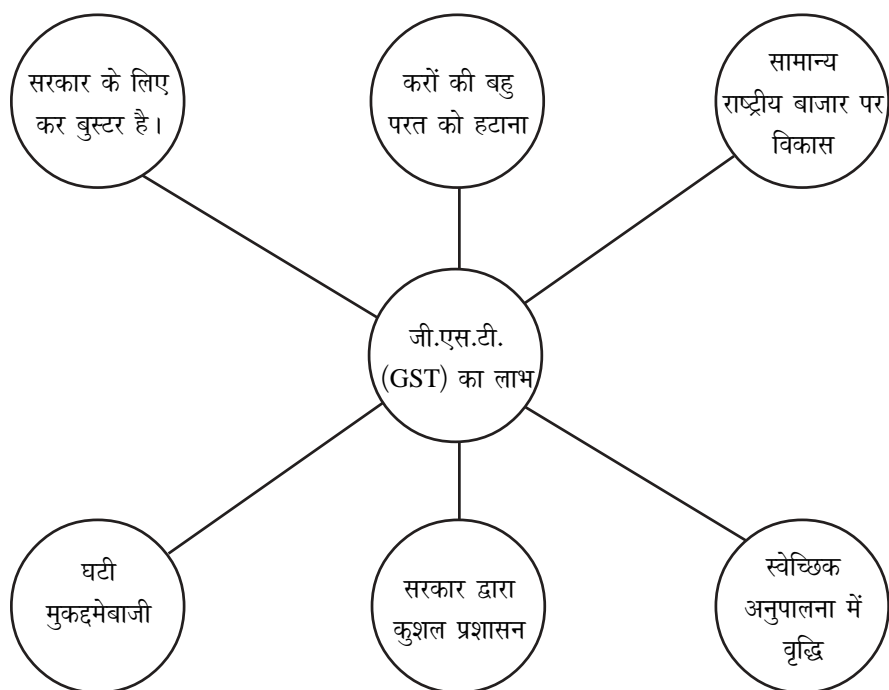 सरकार के लिए
कर बुस्टर है।
करों की बहु
परत को हटाना
सामान्य
राष्ट्रीय बाजार पर
विकास
जी.एस.टी.
(GST) का लाभ
घटी
मुकद्दमेबाजी
सरकार द्वारा
कुशल प्रशासन
स्वेच्छिक
अनुपालना में
वृद्धि